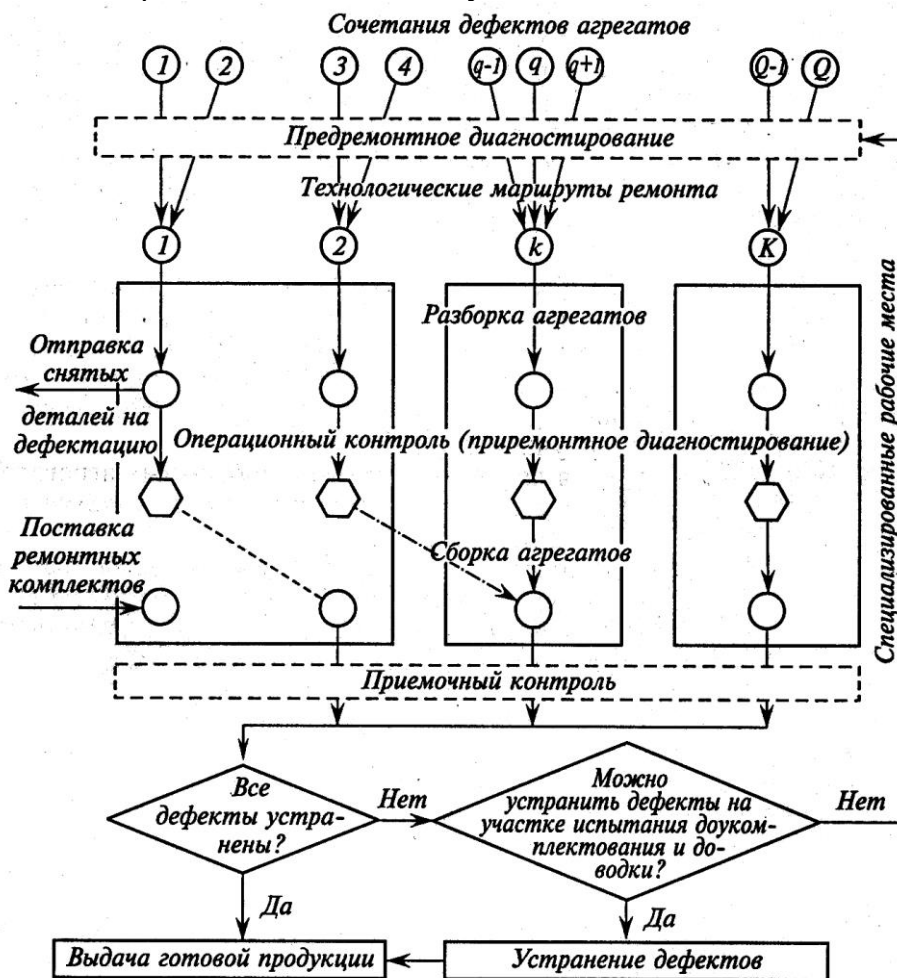 Сочетания дефектов агрегатов
1 2 3 4 q-1 q q+1 Q-1 Q
Предремонтное диагностирование
Технологические маршруты ремонта
1 2 k K
Разборка агрегатов
Отправка
снятых
деталей на
дефектацию
Операционный контроль (приремонтное диагностирование)
Поставка
ремонтных
комплектов
Сборка агрегатов
Специализированные рабочие места
Приемочный контроль
Все
дефекты устра-
нены?
Нет
Можно
устранить дефекты на
участке испытания доуком-
плектования и до-
водки?
Нет
Да
Да
Выдача готовой продукции
Устранение дефектов